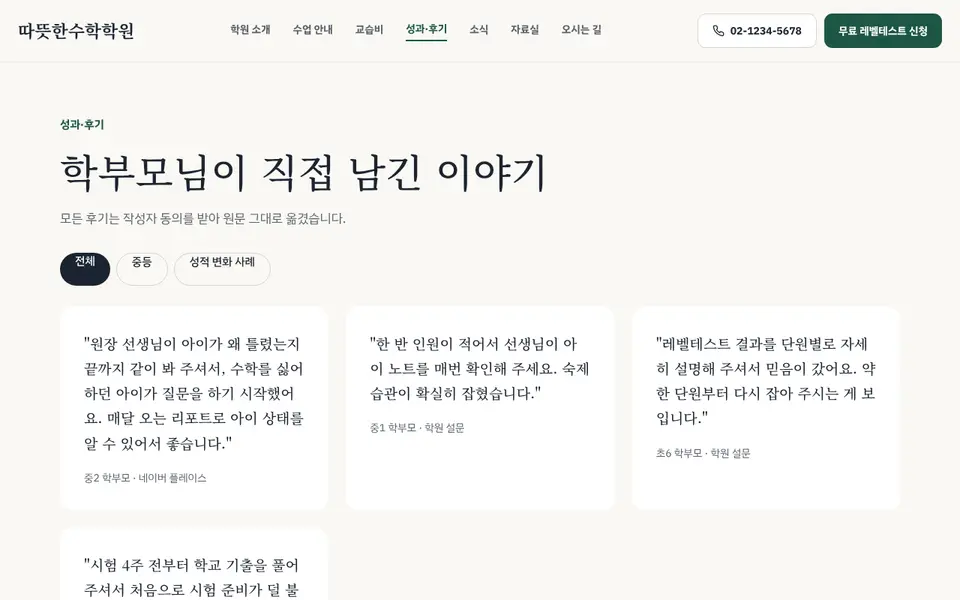 따뜻한수학학원
학원 소개 수업 안내 교습비 성과·후기 소식 자료실 오시는 길
02-1234-5678
무료 레벨테스트 신청
성과·후기
학부모님이 직접 남긴 이야기
모든 후기는 작성자 동의를 받아 원문 그대로 옮겼습니다.
전체 중등 성적 변화 사례
"원장 선생님이 아이가 왜 틀렸는지
끝까지 같이 봐 주셔서, 수학을 싫어
하던 아이가 질문을 하기 시작했어
요. 매달 오는 리포트로 아이 상태를
알 수 있어서 좋습니다."
중2 학부모 · 네이버 플레이스
"한 반 인원이 적어서 선생님이 아
이 노트를 매번 확인해 주세요. 숙제
습관이 확실히 잡혔습니다."
중1 학부모 · 학원 설문
"레벨테스트 결과를 단원별로 자세
히 설명해 주셔서 믿음이 갔어요. 약
한 단원부터 다시 잡아 주시는 게 보
입니다."
초6 학부모 · 학원 설문
"시험 4주 전부터 학교 기출을 풀어
주셔서 처음으로 시험 준비가 덜 불